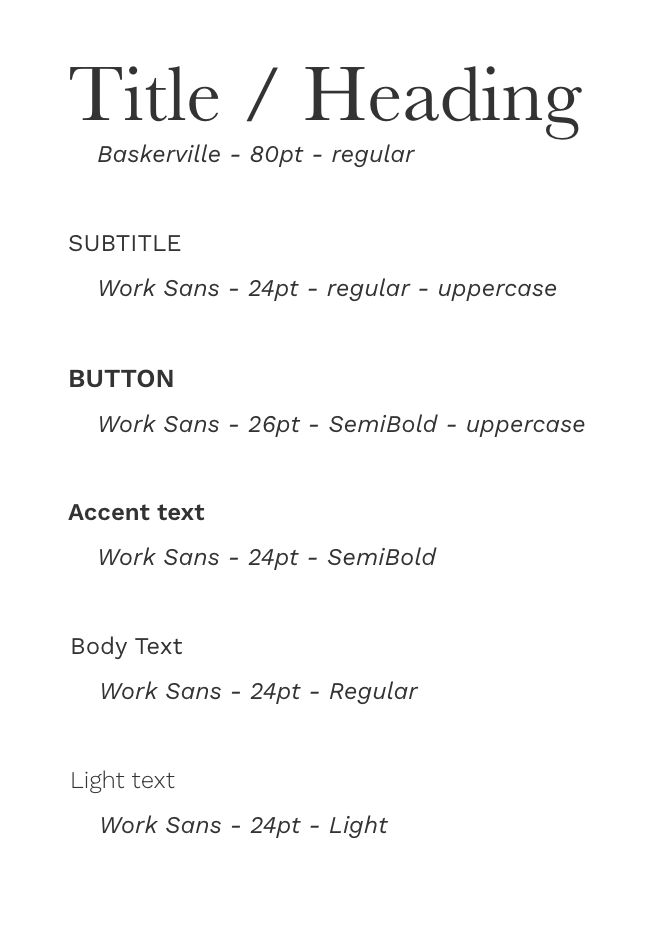 Title / Heading
Baskerville - 80pt - regular
SUBTITLE
Work Sans - 24pt - regular - uppercase
BUTTON
Work Sans - 26pt - SemiBold - uppercase
Accent text
Work Sans - 24pt - SemiBold
Body Text
Work Sans - 24pt - Regular
Light text
Work Sans - 24pt - Light